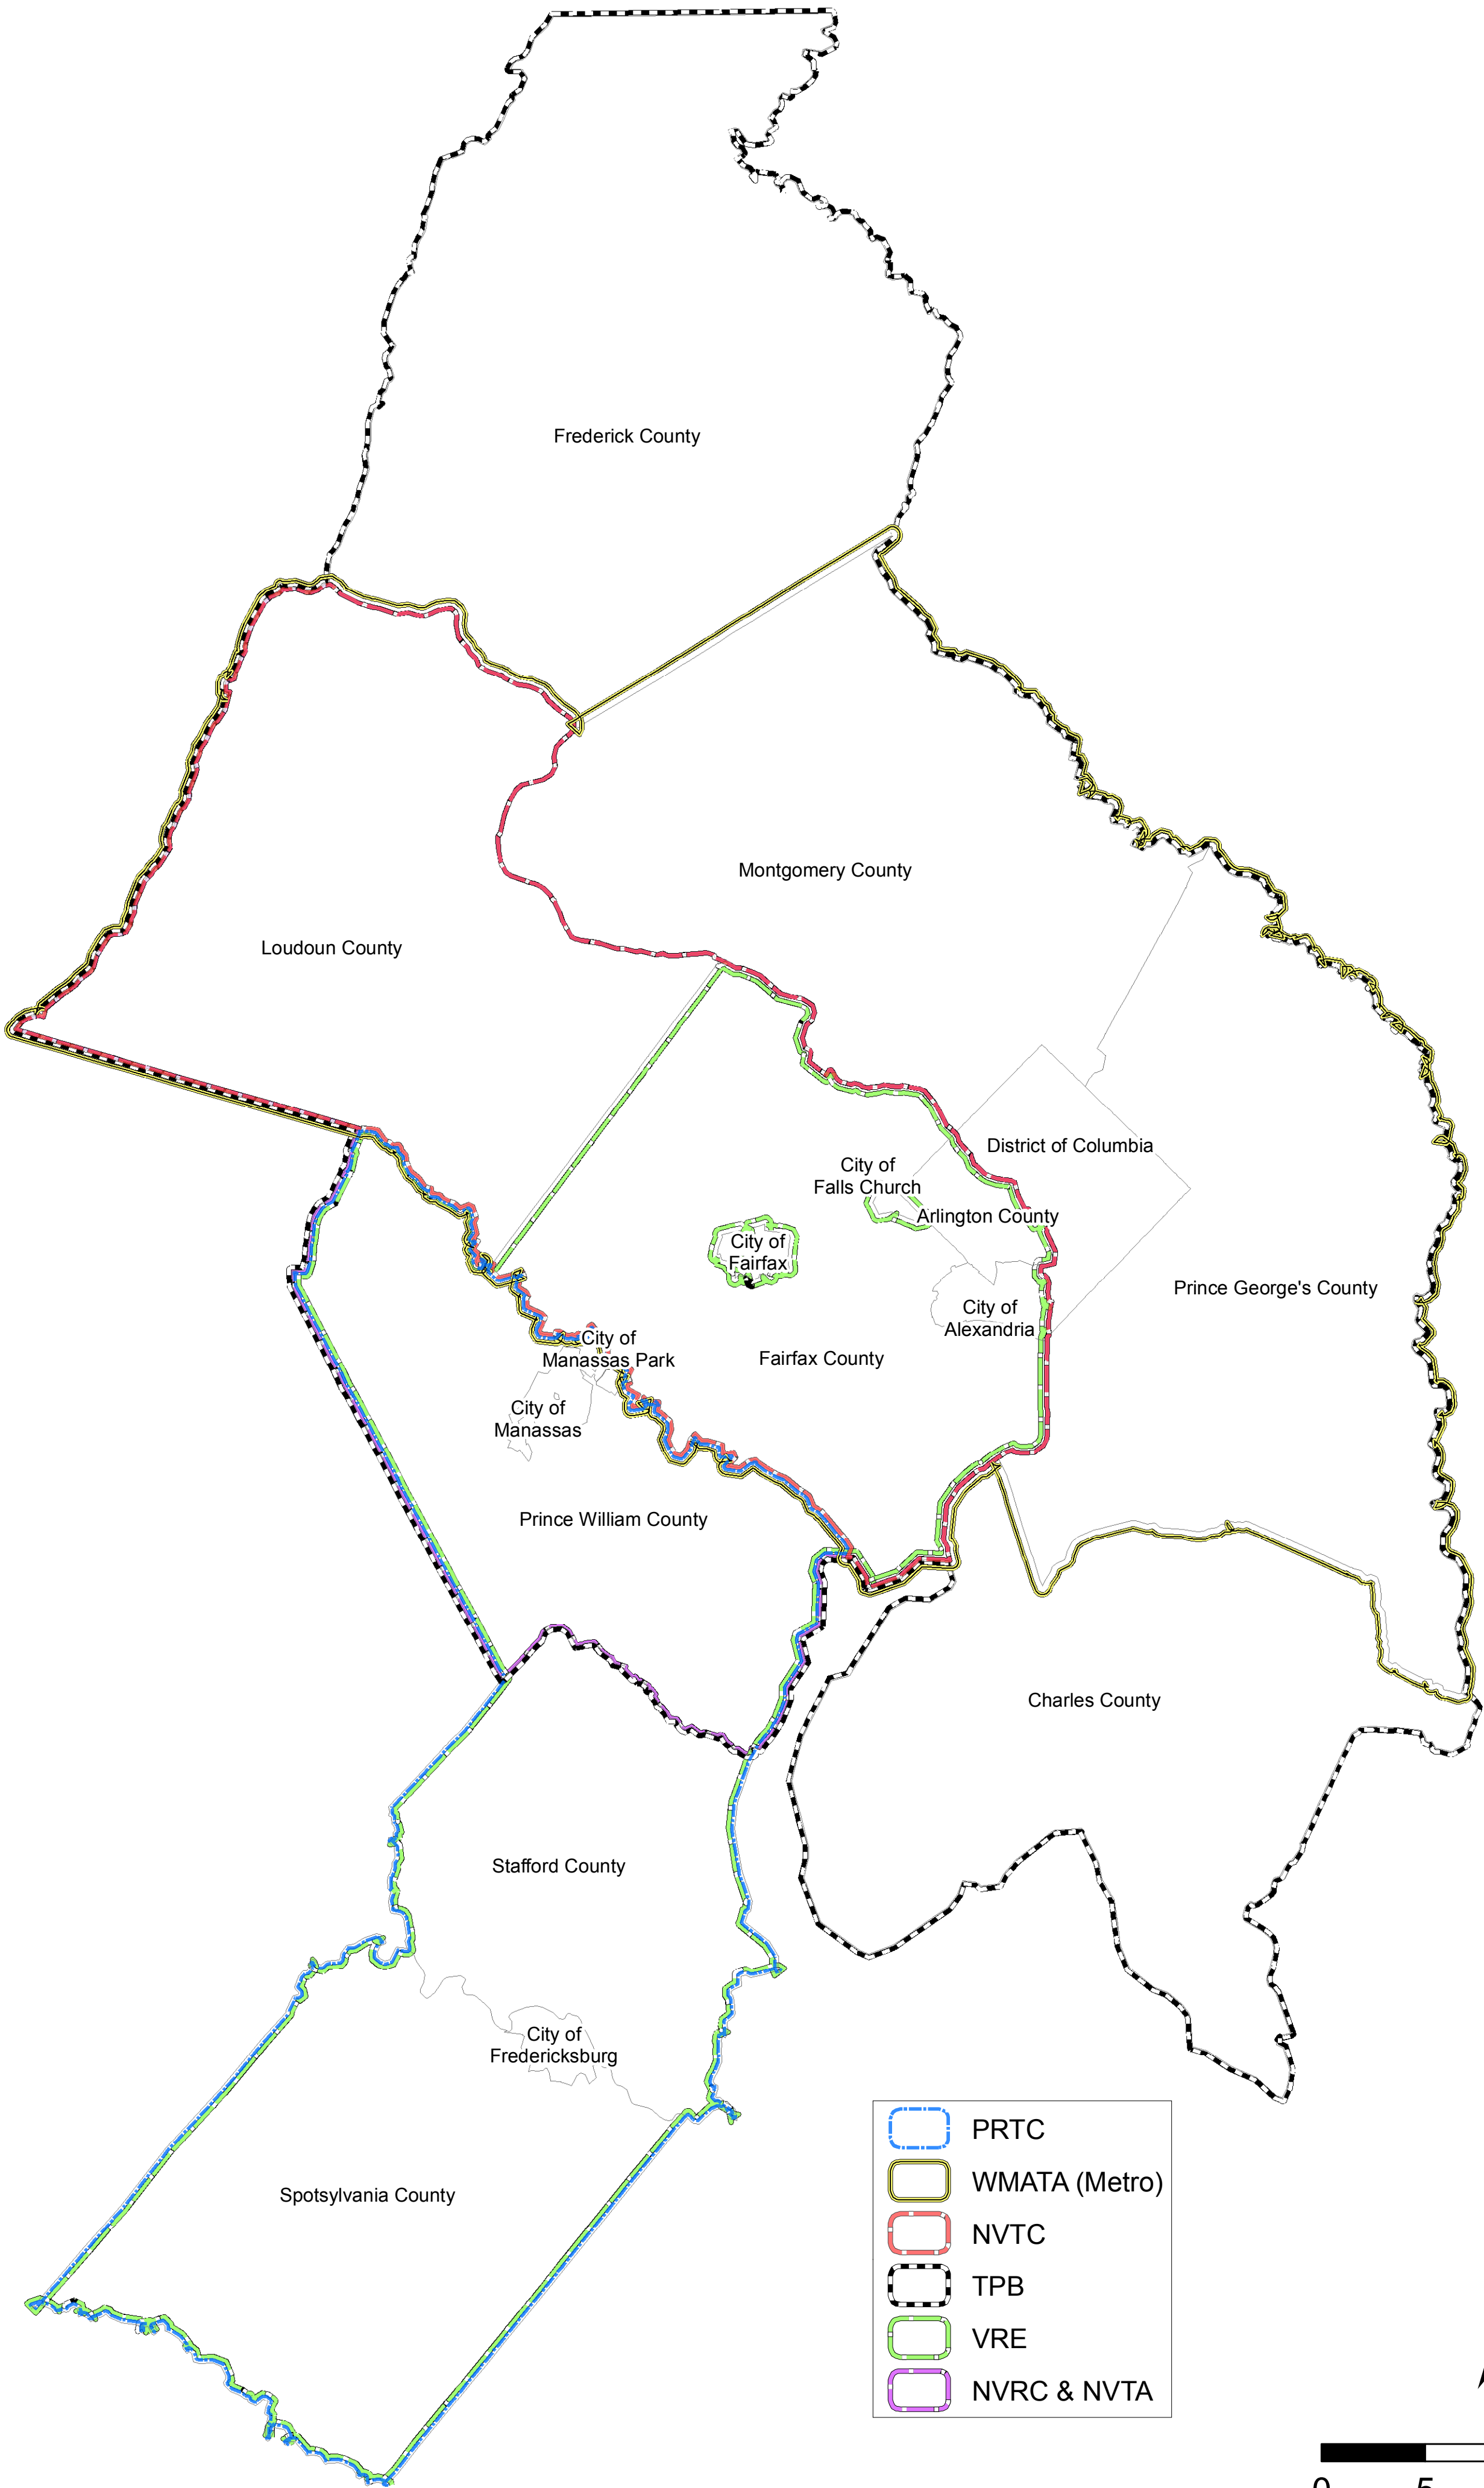 Frederick County
Montgomery County
Loudoun County
District of Columbia
City of
Falls Church
Arlington County
City of
Fairfax
Prince George's County
City of
Alexandria
City of
Manassas Park
Fairfax County
City of
Manassas
Prince William County
Charles County
Stafford County
City of
Fredericksburg
Spotsylvania County
PRTC
WMATA (Metro)
NVTC
TPB
VRE
NVRC & NVTA
0 5